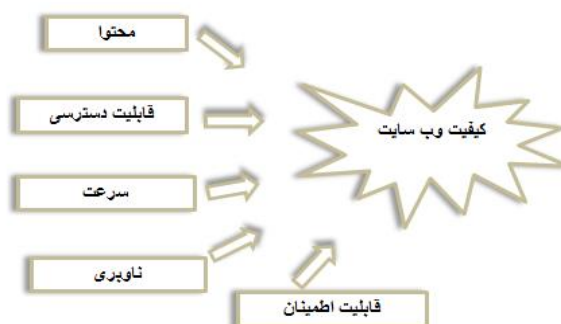 محتوا
قابلیت دسترسی
کیفیت وب سایت
سرعت
ناوبری
قابلیت اطمینان